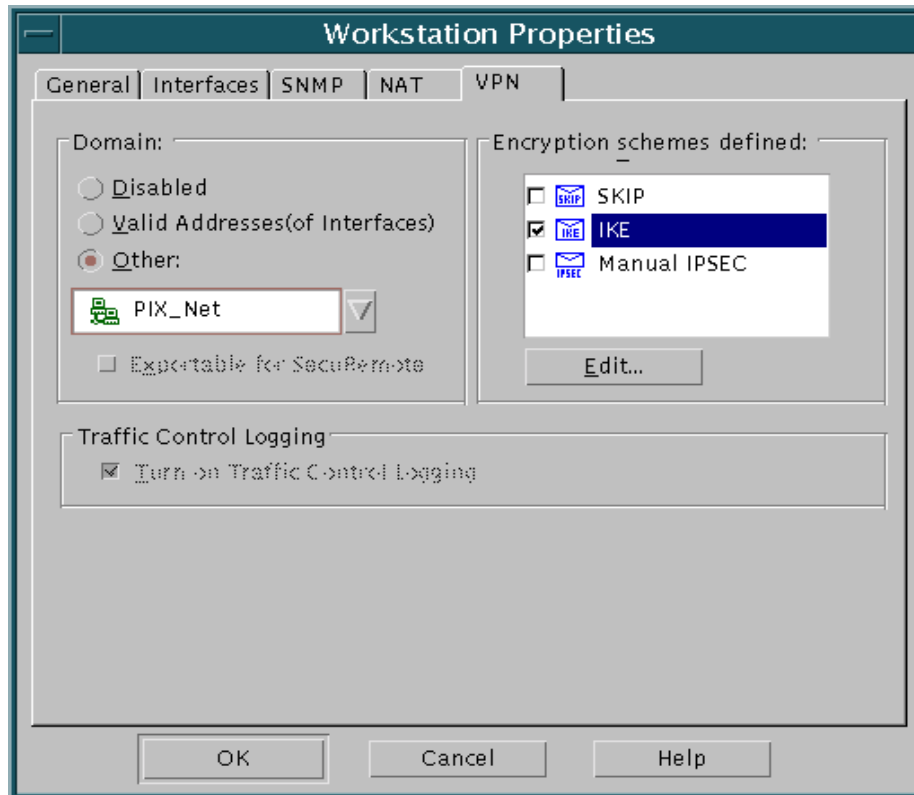 Workstation Properties
General Interfaces SNMP NAT VPN
Domain:
Disabled
Valid Addresses(of Interfaces)
Other:
PIX_Net
Exportable for SecuRemote
Encryption schemes defined:
SKIP SKIP
IKE IKE
IPSEC Manual IPSEC
Edit...
Traffic Control Logging
Turn on Traffic Control Logging
OK Cancel Help